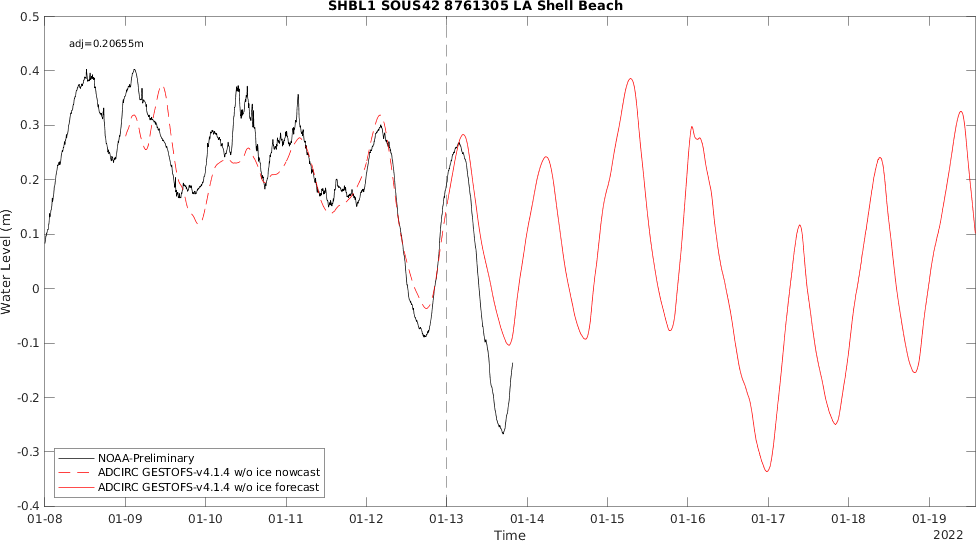 SHBL1 SOUS42 8761305 LA Shell Beach
adj=0.20655m
Water Level (m)
0.5
0.4
0.3
0.2
0.1
0
-0.1
-0.2
-0.3
-0.4
NOAA-Preliminary
ADCIRC GESTOFS-v4.1.4 w/o ice nowcast
ADCIRC GESTOFS-v4.1.4 w/o ice forecast
01-08 01-09 01-10 01-11 01-12 01-13 01-14 01-15 01-16 01-17 01-18 01-19
Time
2022